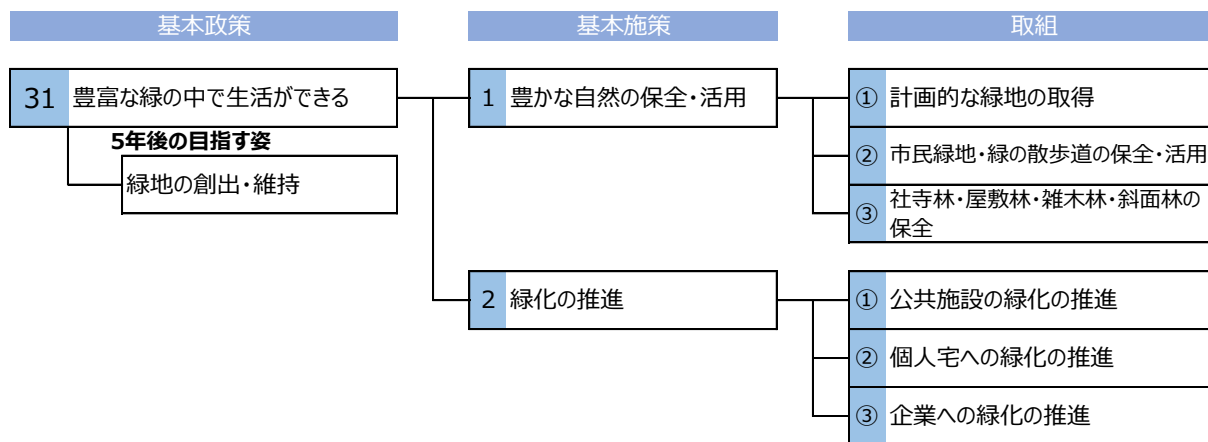 基本政策
基本施策
取組
31 豊富な緑の中で生活ができる
5年後の目指す姿
緑地の創出・維持
1 豊かな自然の保全・活用
① 計画的な緑地の取得
② 市民緑地・緑の散歩道の保全・活用
③ 社寺林・屋敷林・雑木林・斜面林の
保全
2 緑化の推進
① 公共施設の緑化の推進
② 個人宅への緑化の推進
③ 企業への緑化の推進